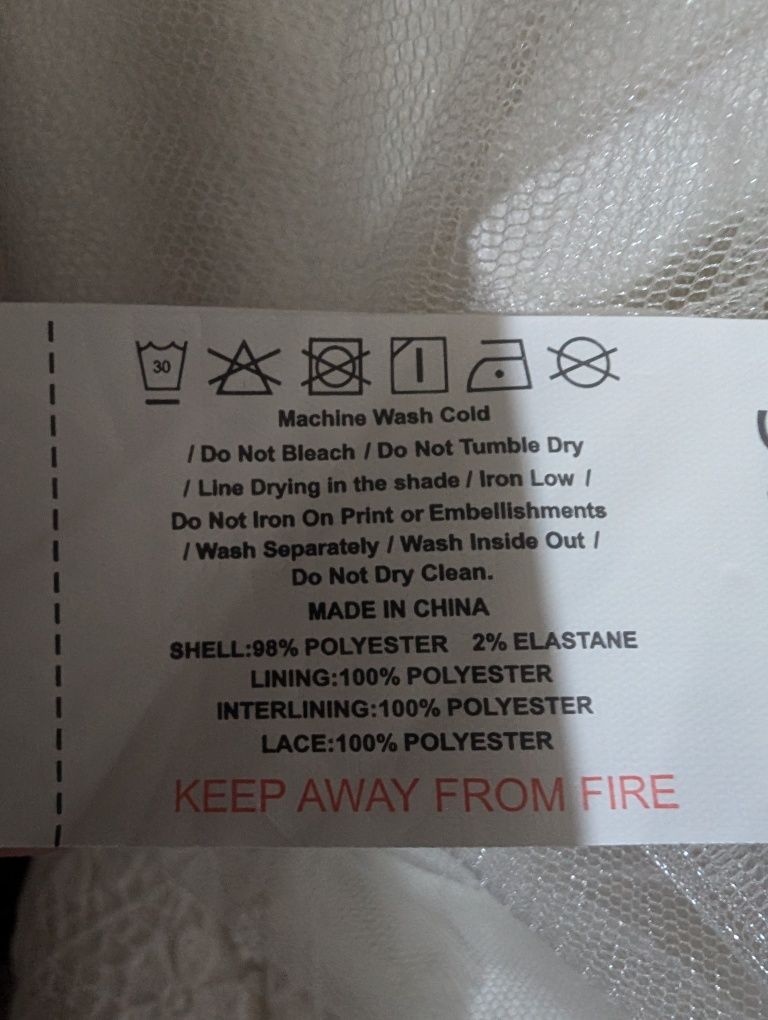 30
Machine Wash Cold
/ Do Not Bleach / Do Not Tumble Dry
/ Line Drying in the shade / Iron Low /
Do Not Iron On Print or Embellishments
/ Wash Separately / Wash Inside Out /
Do Not Dry Clean.
MADE IN CHINA
SHELL:98% POLYESTER 2% ELASTANE
LINING:100% POLYESTER
INTERLINING:100% POLYESTER
LACE:100% POLYESTER
KEEP AWAY FROM FIRE